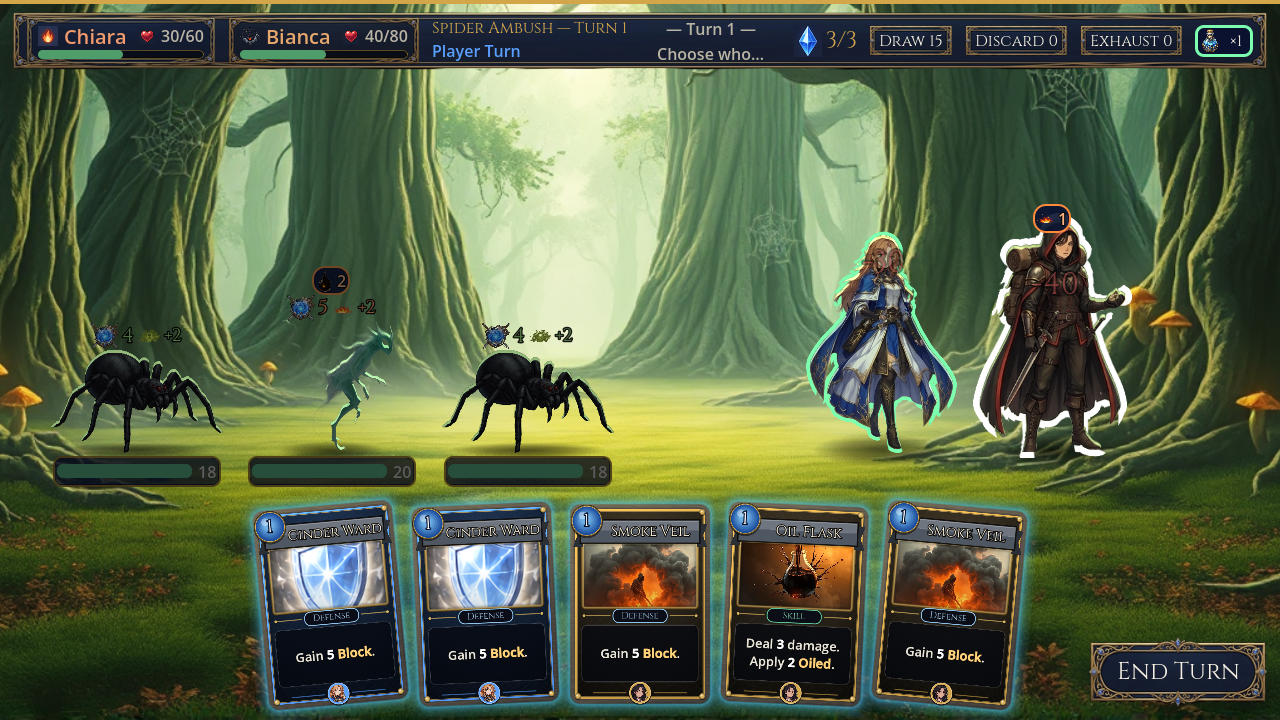 Chiara 30/60
Bianca 40/80
Spider Ambush — Turn 1
Player Turn
— Turn 1 —
Choose who...
3/3
Draw 15
Discard 0
Exhaust 0
×1
1
40
2
5 +2
4 +2
4 +2
18
20
18
1
Cinder Ward
Defense
Gain 5 Block.
1
Cinder Ward
Defense
Gain 5 Block.
1
Smoke Veil
Defense
Gain 5 Block.
1
Oil Flask
Skill
Deal 3 damage.
Apply 2 Oiled.
1
Smoke Veil
Defense
Gain 5 Block.
End Turn